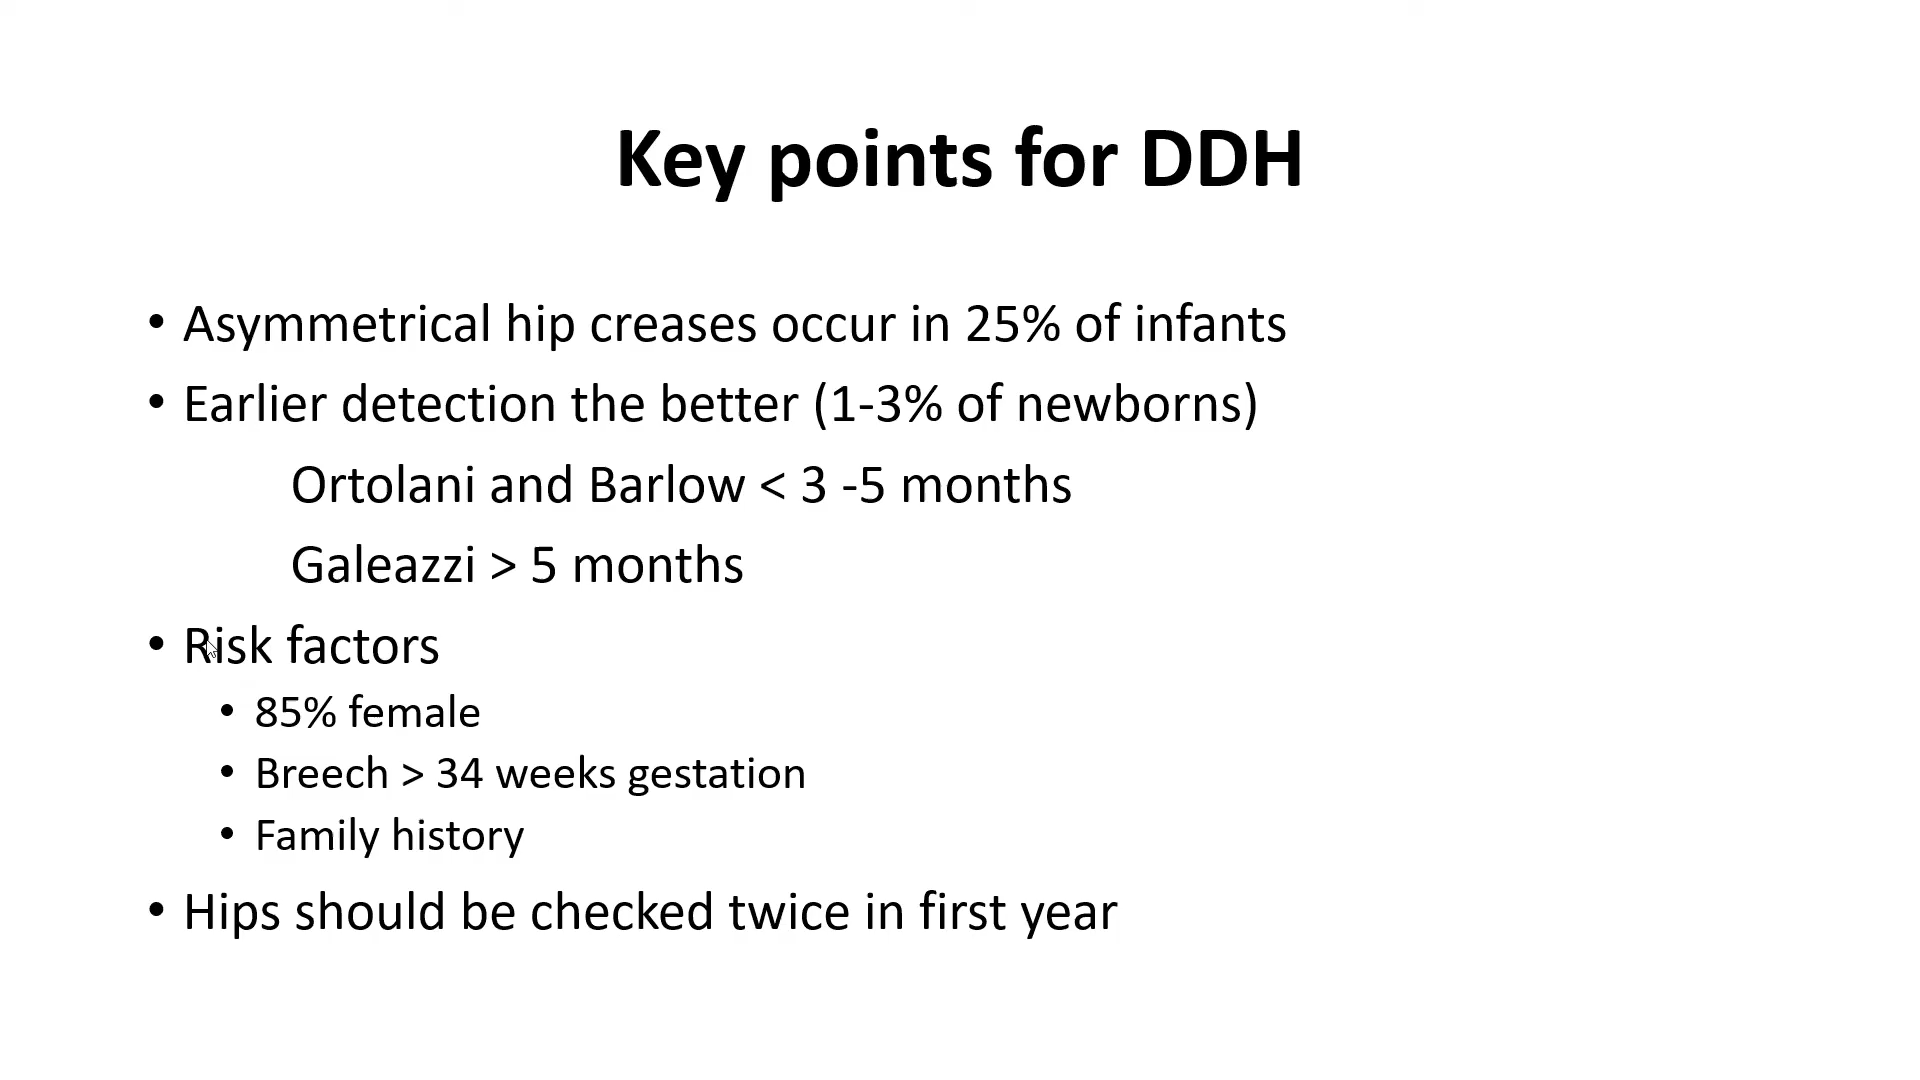 Key points for DDH
• Asymmetrical hip creases occur in 25% of infants
• Earlier detection the better (1-3% of newborns)
Ortolani and Barlow < 3 -5 months
Galeazzi > 5 months
• Risk factors
• 85% female
• Breech > 34 weeks gestation
• Family history
• Hips should be checked twice in first year